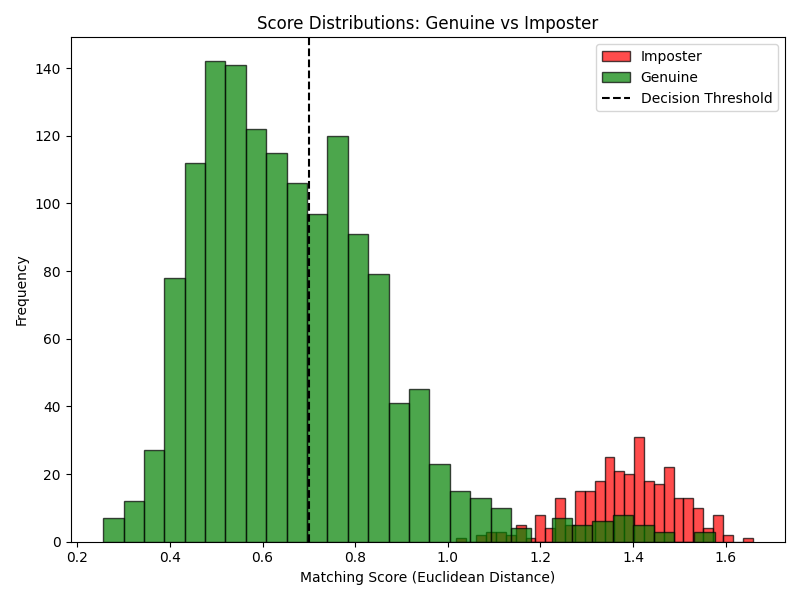 Score Distributions: Genuine vs Imposter
Imposter
Genuine
Decision Threshold
Frequency
140
120
100
80
60
40
20
0
0.2 0.4 0.6 0.8 1.0 1.2 1.4 1.6
Matching Score (Euclidean Distance)